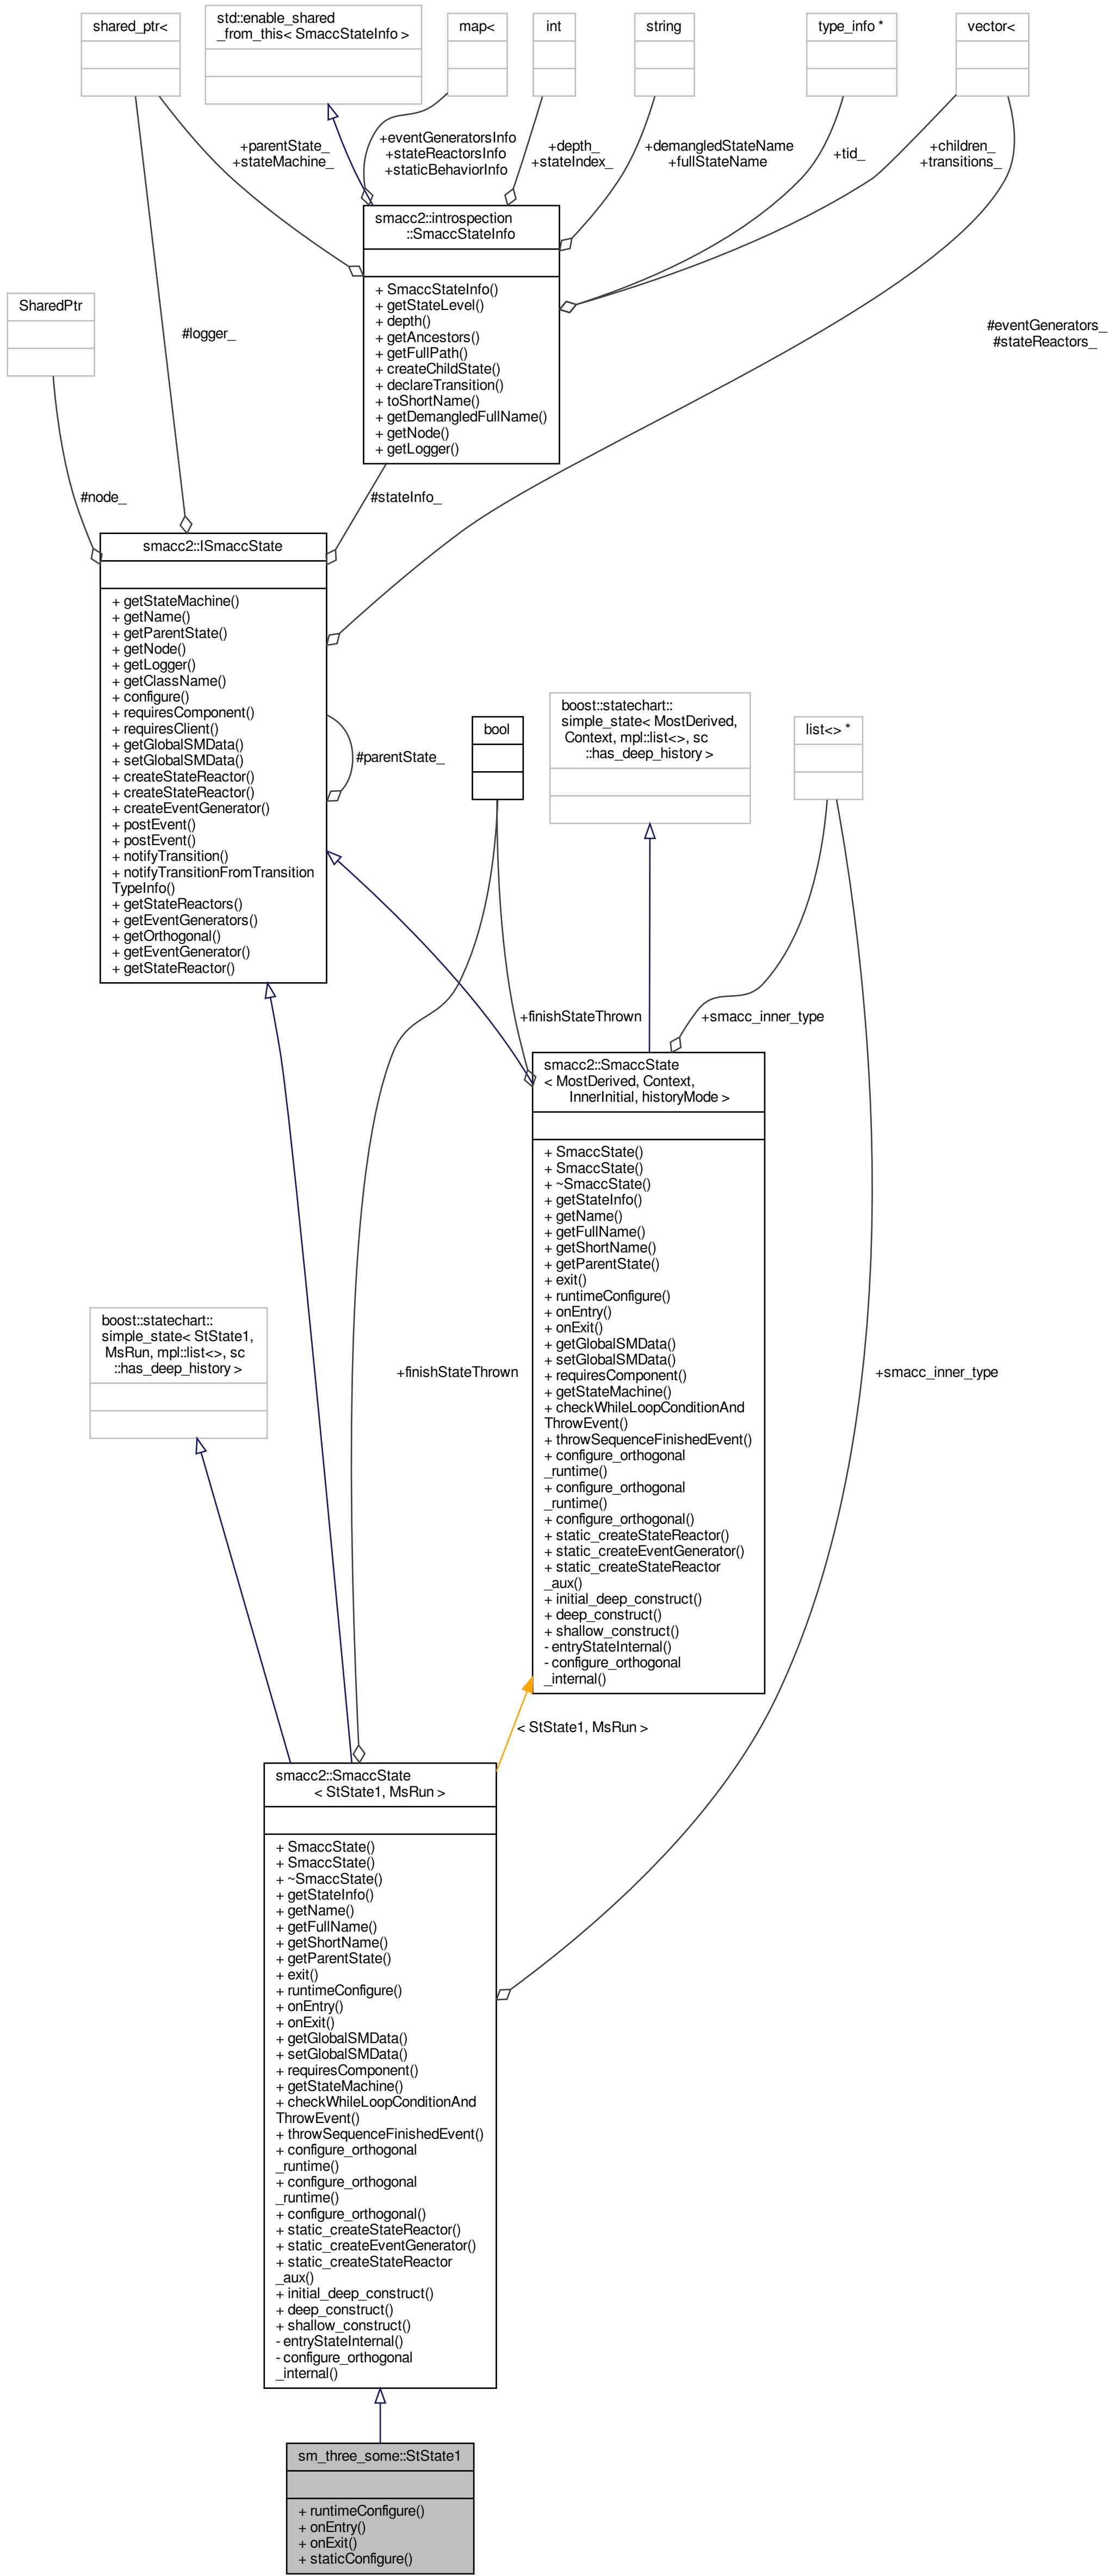 shared_ptr<
std::enable_shared
_from_this< SmaccStateInfo >
map<
int
string
type_info *
vector<
+parentState_
+stateMachine_
+eventGeneratorsInfo
+stateReactorsInfo
+staticBehaviorInfo
+depth_
+stateIndex_
+demangledStateName
+fullStateName
+tid_
+children_
+transitions_
smacc2::introspection
::SmaccStateInfo
+ SmaccStateInfo()
+ getStateLevel()
+ depth()
+ getAncestors()
+ getFullPath()
+ createChildState()
+ declareTransition()
+ toShortName()
+ getDemangledFullName()
+ getNode()
+ getLogger()
SharedPtr
#logger_
#eventGenerators_
#stateReactors_
#node_
#stateInfo_
smacc2::ISmaccState
+ getStateMachine()
+ getName()
+ getParentState()
+ getNode()
+ getLogger()
+ getClassName()
+ configure()
+ requiresComponent()
+ requiresClient()
+ getGlobalSMData()
+ setGlobalSMData()
+ createStateReactor()
+ createStateReactor()
+ createEventGenerator()
+ postEvent()
+ postEvent()
+ notifyTransition()
+ notifyTransitionFromTransition
TypeInfo()
+ getStateReactors()
+ getEventGenerators()
+ getOrthogonal()
+ getEventGenerator()
+ getStateReactor()
#parentState_
bool
boost::statechart::
simple_state< MostDerived,
Context, mpl::list<>, sc
::has_deep_history >
list<> *
+finishStateThrown
+smacc_inner_type
smacc2::SmaccState
< MostDerived, Context,
InnerInitial, historyMode >
+ SmaccState()
+ SmaccState()
+ ~SmaccState()
+ getStateInfo()
+ getName()
+ getFullName()
+ getShortName()
+ getParentState()
+ exit()
+ runtimeConfigure()
+ onEntry()
+ onExit()
+ getGlobalSMData()
+ setGlobalSMData()
+ requiresComponent()
+ getStateMachine()
+ checkWhileLoopConditionAnd
ThrowEvent()
+ throwSequenceFinishedEvent()
+ configure_orthogonal
_runtime()
+ configure_orthogonal
_runtime()
+ configure_orthogonal()
+ static_createStateReactor()
+ static_createEventGenerator()
+ static_createStateReactor
_aux()
+ initial_deep_construct()
+ deep_construct()
+ shallow_construct()
- entryStateInternal()
- configure_orthogonal
_internal()
boost::statechart::
simple_state< StState1,
MsRun, mpl::list<>, sc
::has_deep_history >
+finishStateThrown
+smacc_inner_type
< StState1, MsRun >
smacc2::SmaccState
< StState1, MsRun >
+ SmaccState()
+ SmaccState()
+ ~SmaccState()
+ getStateInfo()
+ getName()
+ getFullName()
+ getShortName()
+ getParentState()
+ exit()
+ runtimeConfigure()
+ onEntry()
+ onExit()
+ getGlobalSMData()
+ setGlobalSMData()
+ requiresComponent()
+ getStateMachine()
+ checkWhileLoopConditionAnd
ThrowEvent()
+ throwSequenceFinishedEvent()
+ configure_orthogonal
_runtime()
+ configure_orthogonal
_runtime()
+ configure_orthogonal()
+ static_createStateReactor()
+ static_createEventGenerator()
+ static_createStateReactor
_aux()
+ initial_deep_construct()
+ deep_construct()
+ shallow_construct()
- entryStateInternal()
- configure_orthogonal
_internal()
sm_three_some::StState1
+ runtimeConfigure()
+ onEntry()
+ onExit()
+ staticConfigure()